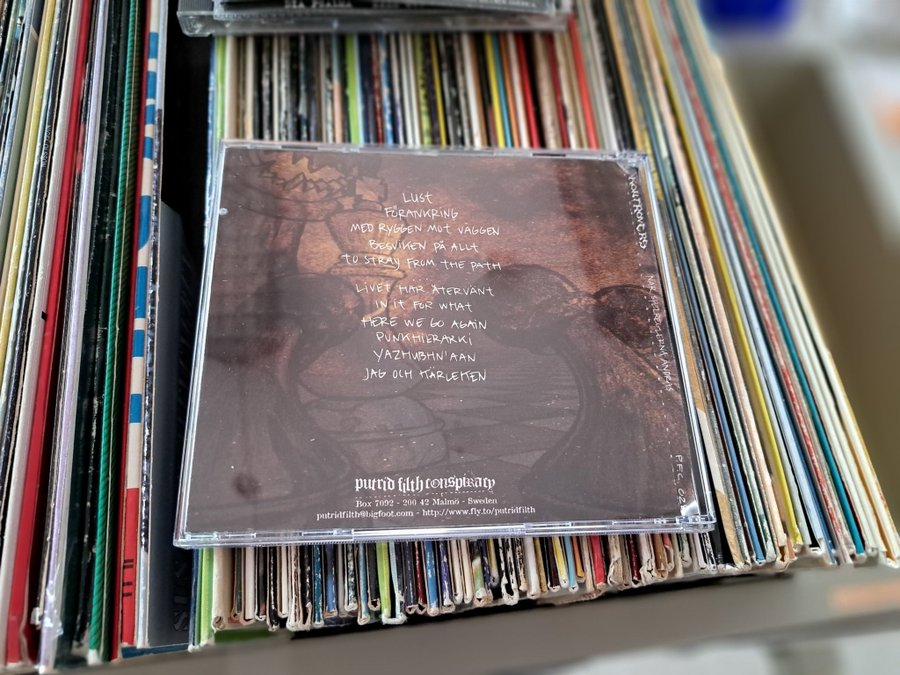 LUST
FÖRANKRING
MED RYGGEN MOT VÄGGEN
BESVIKEN PÅ ALLT
TO STRAY FROM THE PATH
LIVET HAR ÅTERVÄNT
IN IT FOR WHAT
HERE WE GO AGAIN
PUNKHIERARKI
YAZHUBHN'AAN
JAG OCH KÄRLEKEN
putrid filth conspiracy
Box 7092 - 200 42 Malmö - Sweden
putridfilth@bigfoot.com - http://www.fly.to/putridfilth
KONTROVERS